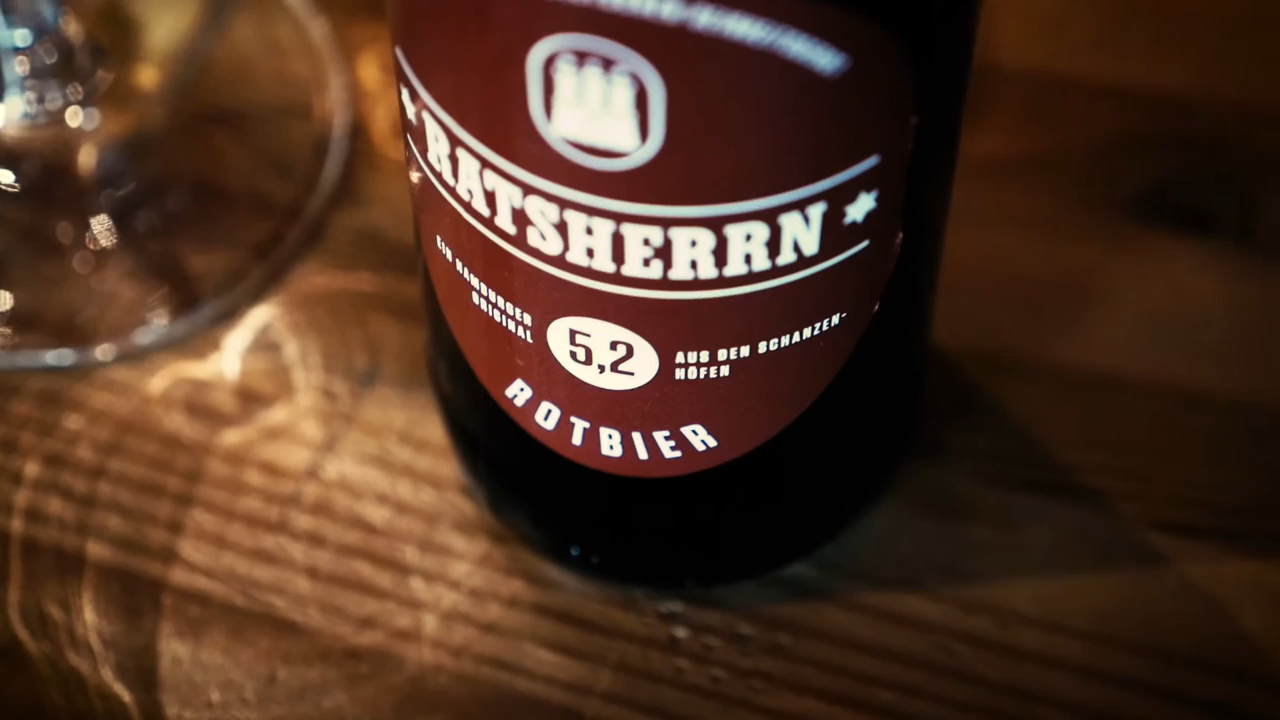 RATSHERRN
EIN HAMBURGER
ORIGINAL
5,2
AUS DEN SCHANZEN-
HÖFEN
ROTBIER